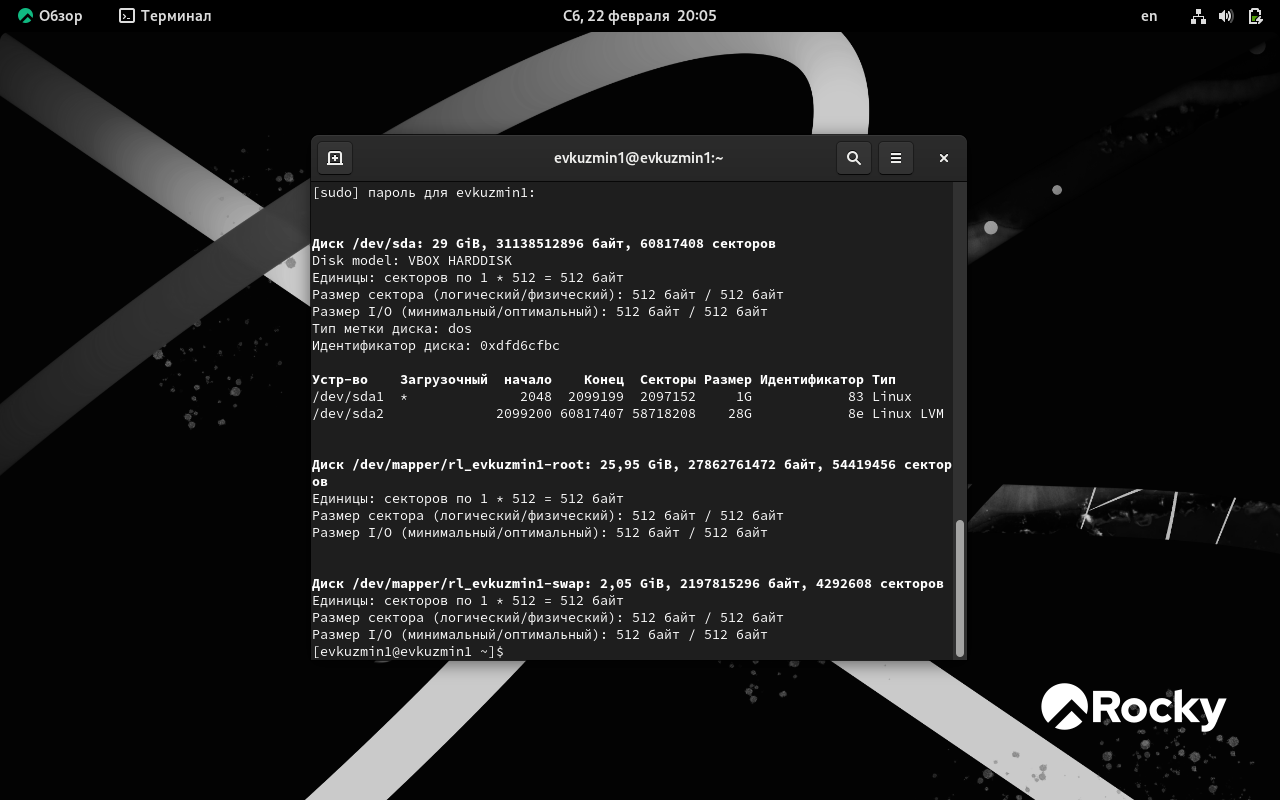 Обзор Терминал Сб, 22 февраля 20:05 en
evkuzmin1@evkuzmin1:~
[sudo] пароль для evkuzmin1:
Диск /dev/sda: 29 GiB, 31138512896 байт, 60817408 секторов
Disk model: VBOX HARDDISK
Единицы: секторов по 1 * 512 = 512 байт
Размер сектора (логический/физический): 512 байт / 512 байт
Размер I/O (минимальный/оптимальный): 512 байт / 512 байт
Тип метки диска: dos
Идентификатор диска: 0xdfd6cfbc
Устр-во Загрузочный начало Конец Секторы Размер Идентификатор Тип
/dev/sda1 * 2048 2099199 2097152 1G 83 Linux
/dev/sda2 2099200 60817407 58718208 28G 8e Linux LVM
Диск /dev/mapper/rl_evkuzmin1-root: 25,95 GiB, 27862761472 байт, 54419456 сектор
ов
Единицы: секторов по 1 * 512 = 512 байт
Размер сектора (логический/физический): 512 байт / 512 байт
Размер I/O (минимальный/оптимальный): 512 байт / 512 байт
Диск /dev/mapper/rl_evkuzmin1-swap: 2,05 GiB, 2197815296 байт, 4292608 секторов
Единицы: секторов по 1 * 512 = 512 байт
Размер сектора (логический/физический): 512 байт / 512 байт
Размер I/O (минимальный/оптимальный): 512 байт / 512 байт
[evkuzmin1@evkuzmin1 ~]$
Rocky